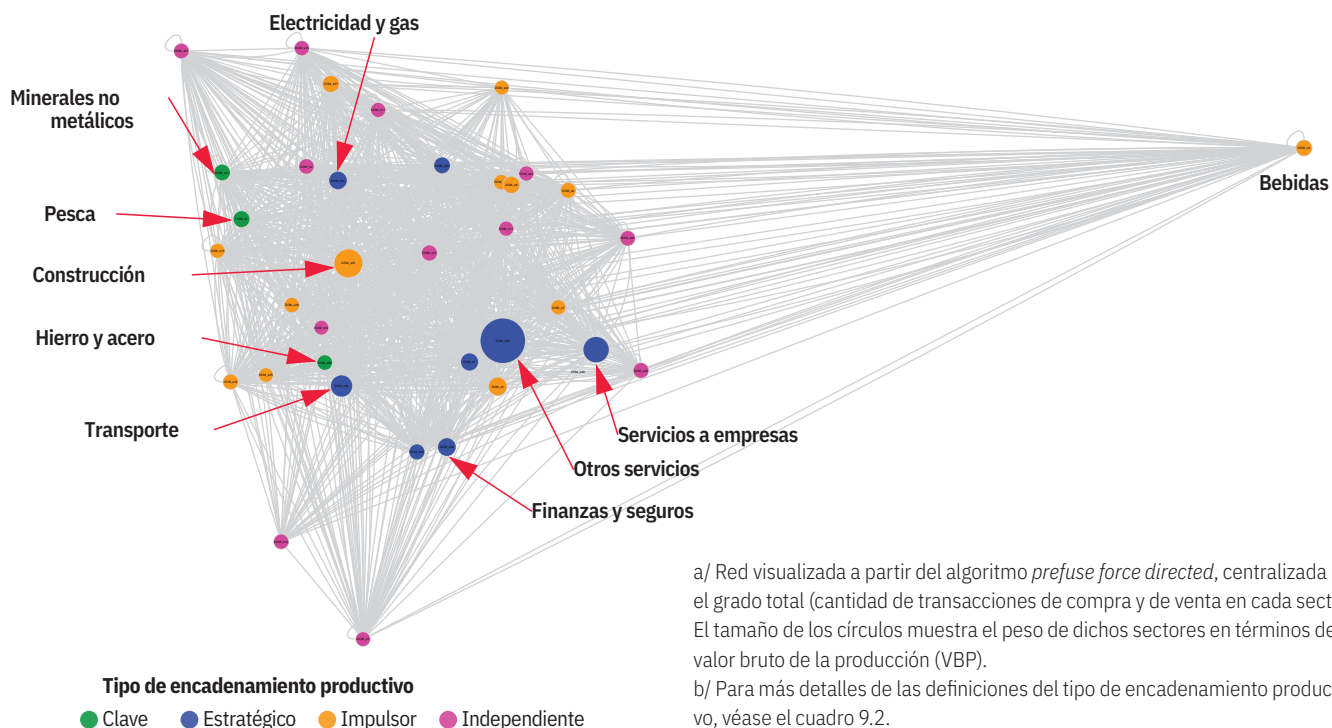 Electricidad y gas
Minerales no
metálicos
Pesca
Construcción
Hierro y acero
Transporte
Bebidas
Servicios a empresas
Otros servicios
Finanzas y seguros
a/ Red visualizada a partir del algoritmo prefuse force directed, centralizada
el grado total (cantidad de transacciones de compra y de venta en cada sect
El tamaño de los círculos muestra el peso de dichos sectores en términos de
valor bruto de la producción (VBP).
b/ Para más detalles de las definiciones del tipo de encadenamiento produc
vo, véase el cuadro 9.2.
Tipo de encadenamiento productivo
Clave Estratégico Impulsor Independiente